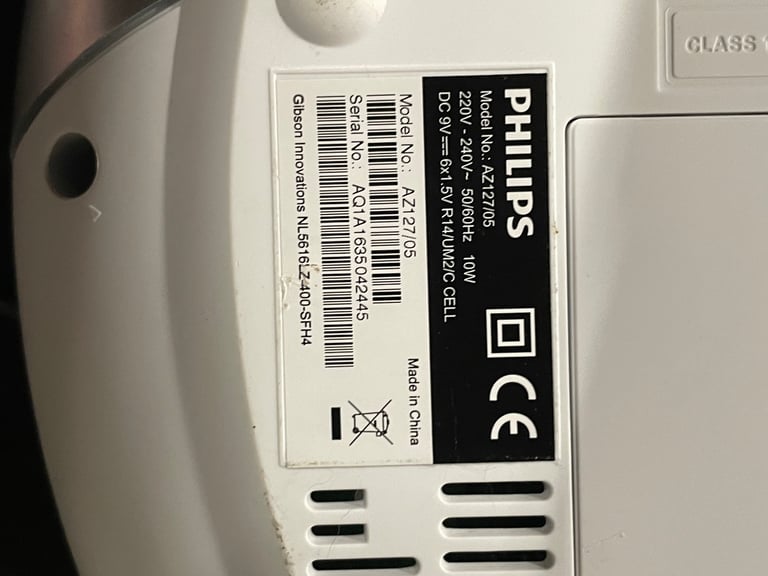 PHILIPS
Model No.: AZ127/05
220V - 240V~ 50/60Hz 10W
DC 9V⎓ 6x1.5V R14/UM2/C CELL
CE
Model No.: AZ127/05
Made in China
Serial No.: AQ1A1635042445
Gibson Innovations NL5616LZ-400-SFH4
CLASS 1